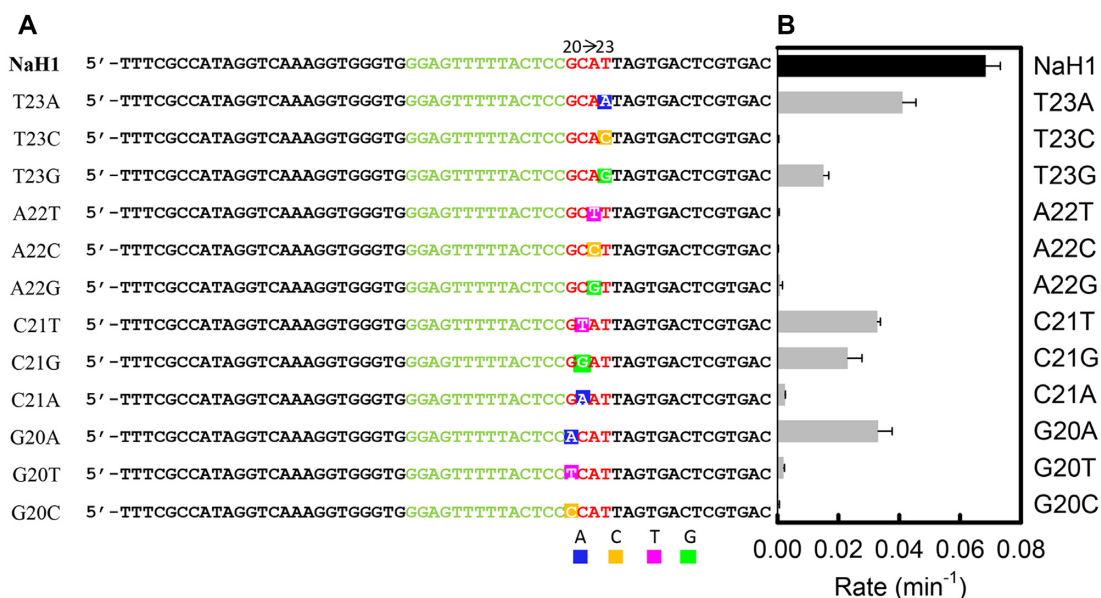 A
B
20→23
NaH1 5′-TTTCGCCATAGGTCAAAGGTGGGTGGGAGTTTTTACTCCGCATTAGTGACTCGTGAC NaH1
T23A 5′-TTTCGCCATAGGTCAAAGGTGGGTGGGAGTTTTTACTCCGCAATAGTGACTCGTGAC T23A
T23C 5′-TTTCGCCATAGGTCAAAGGTGGGTGGGAGTTTTTACTCCGCACTAGTGACTCGTGAC T23C
T23G 5′-TTTCGCCATAGGTCAAAGGTGGGTGGGAGTTTTTACTCCGCAGTAGTGACTCGTGAC T23G
A22T 5′-TTTCGCCATAGGTCAAAGGTGGGTGGGAGTTTTTACTCCGCTTTAGTGACTCGTGAC A22T
A22C 5′-TTTCGCCATAGGTCAAAGGTGGGTGGGAGTTTTTACTCCGCCTTAGTGACTCGTGAC A22C
A22G 5′-TTTCGCCATAGGTCAAAGGTGGGTGGGAGTTTTTACTCCGCGTTAGTGACTCGTGAC A22G
C21T 5′-TTTCGCCATAGGTCAAAGGTGGGTGGGAGTTTTTACTCCGTATTAGTGACTCGTGAC C21T
C21G 5′-TTTCGCCATAGGTCAAAGGTGGGTGGGAGTTTTTACTCCGGATTAGTGACTCGTGAC C21G
C21A 5′-TTTCGCCATAGGTCAAAGGTGGGTGGGAGTTTTTACTCCGAATTAGTGACTCGTGAC C21A
G20A 5′-TTTCGCCATAGGTCAAAGGTGGGTGGGAGTTTTTACTCCACATTAGTGACTCGTGAC G20A
G20T 5′-TTTCGCCATAGGTCAAAGGTGGGTGGGAGTTTTTACTCCTCATTAGTGACTCGTGAC G20T
G20C 5′-TTTCGCCATAGGTCAAAGGTGGGTGGGAGTTTTTACTCCCCATTAGTGACTCGTGAC G20C
A C T G
0.00 0.02 0.04 0.06 0.08
Rate (min⁻¹)